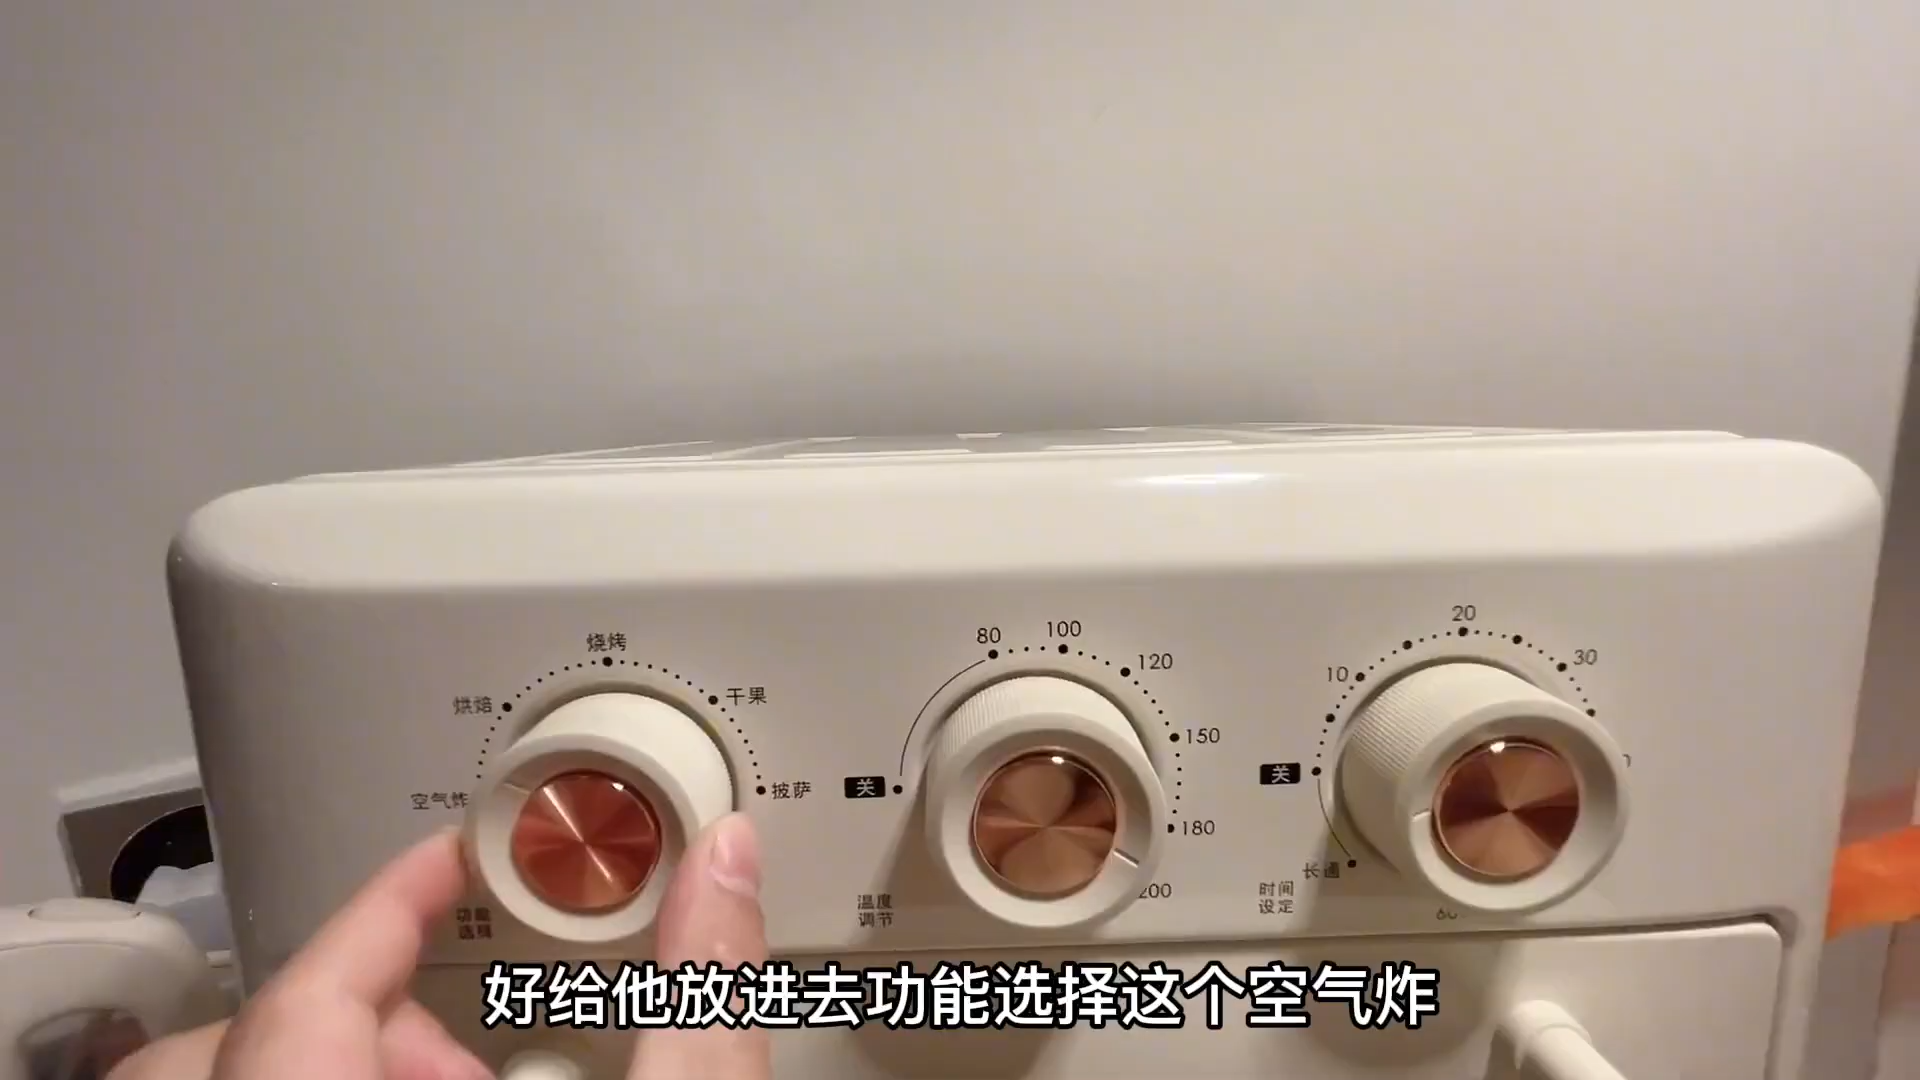 烧烤
烘焙
干果
空气炸
披萨
功能
选择
80
100
120
150
180
200
关
温度
调节
10
20
30
60
关
长通
时间
设定
好给他放进去功能选择这个空气炸